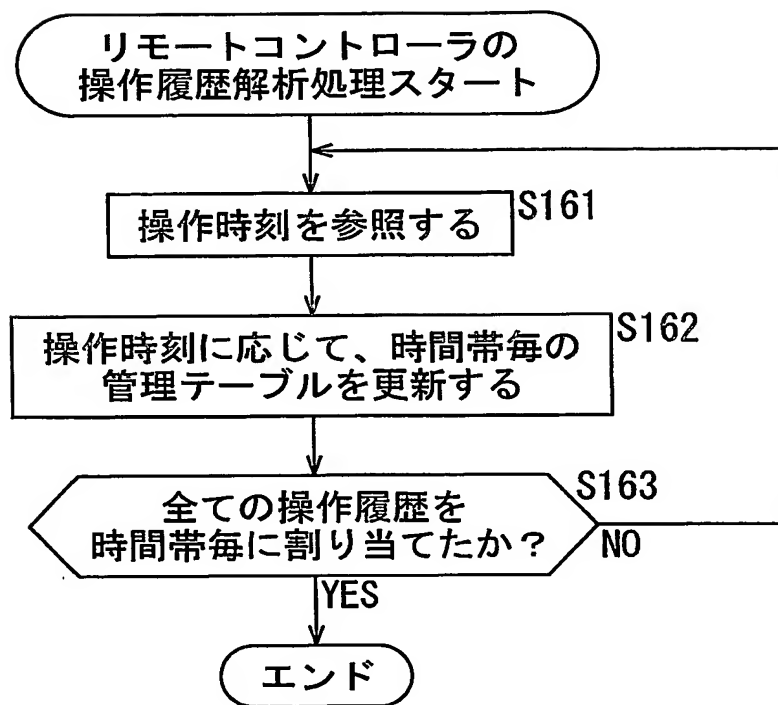 リモートコントローラの
操作履歴解析処理スタート
操作時刻を参照する
S161
操作時刻に応じて、時間帯毎の
管理テーブルを更新する
S162
全ての操作履歴を
時間帯毎に割り当てたか？
S163
NO
YES
エンド